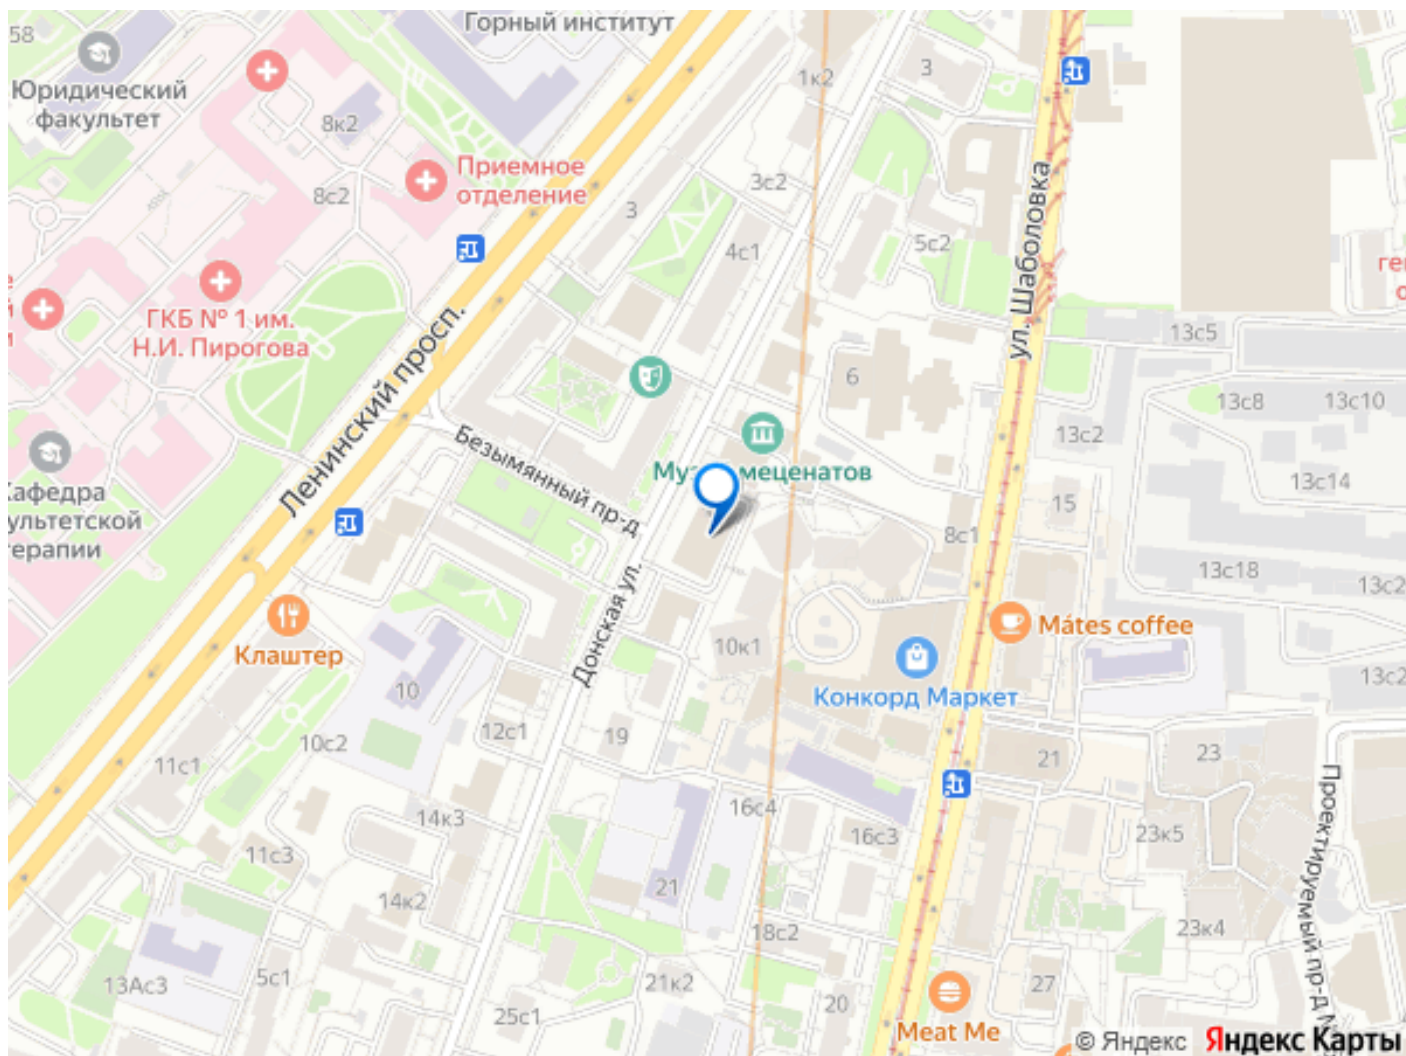 58
Горный институт
Юридический
факультет
8к2
1к2
3
Приемное
отделение
8с2
3с2
3
ул. Шаболовка
5с2
4с1
ГКБ № 1 им.
Н.И. Пирогова
Ленинский просп.
13с5
6
13с8
13с10
Безымянный пр-д
13с2
меценатов
13с14
15
8с1
13с18
Донская ул.
Клаштер
10к1
Mátes coffee
Конкорд Маркет
10
12с1
10с2
19
11с1
21
23
Проектируемый пр-д
14к3
16с4
16с3
23к5
11с3
21
14к2
18с2
23к4
13Ас3
5с1
21к2
27
20
25с1
Meat Me
© Яндекс
Яндекс Карты